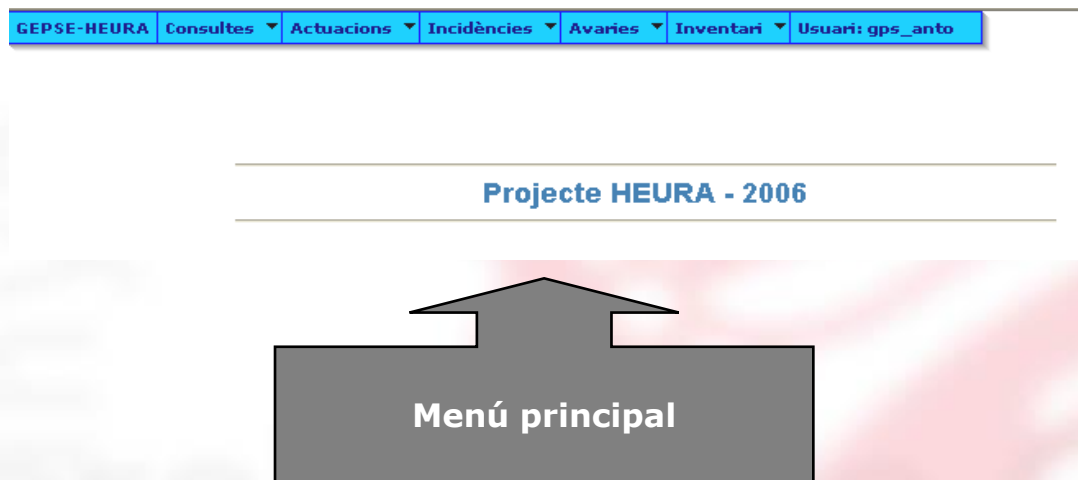 GEPSE-HEURA Consultes Actuacions Incidències Avaries Inventari Usuari: gps_anto
Projecte HEURA - 2006
Menú principal